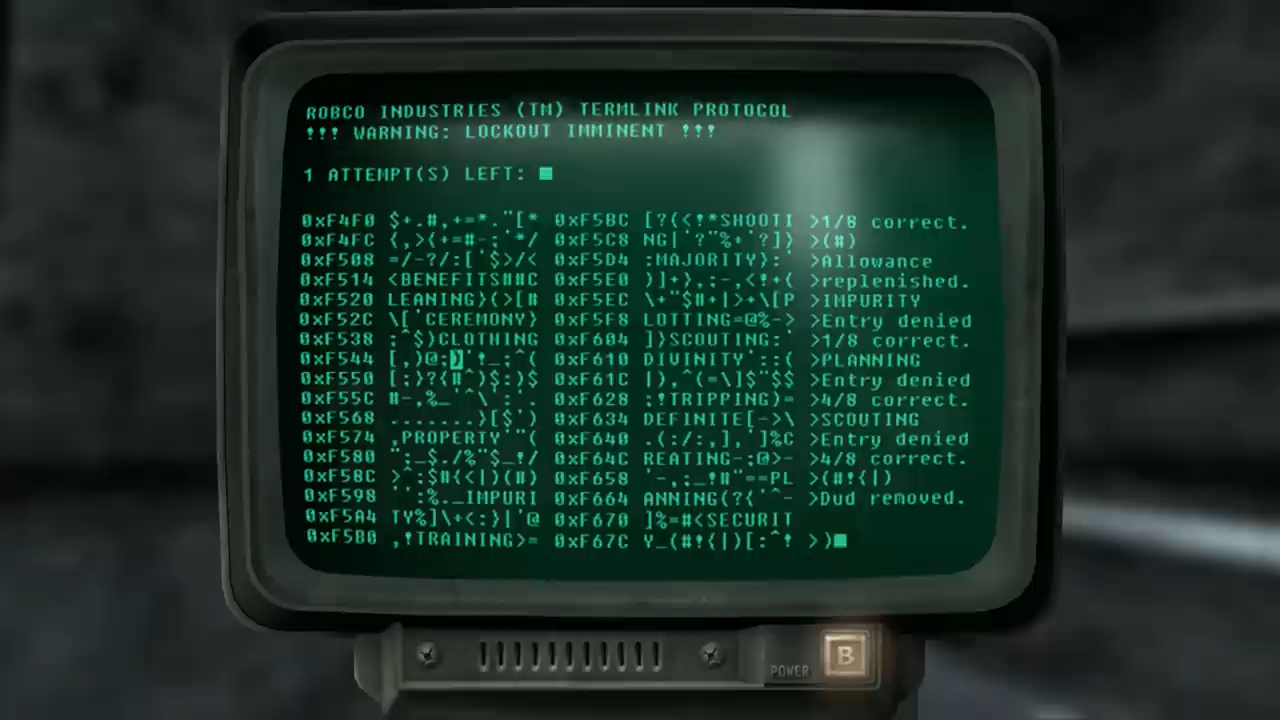 ROBCO INDUSTRIES (TM) TERMLINK PROTOCOL
!!! WARNING: LOCKOUT IMMINENT !!!
1 ATTEMPT(S) LEFT:
0xF4F0 $+.#,+=*."[* 0xF5BC [?(<!*SHOOTI >1/8 correct.
0xF4FC {,>{+=#-;'*/ 0xF5C8 NG|'?"%+'?]} >(#)
0xF508 =/-?/:['$>/< 0xF5D4 :MAJORITY}:' >Allowance
0xF514 <BENEFITS##C 0xF5E0 )]+},:-,<!+( >replenished.
0xF520 LEANING}(>[# 0xF5EC \+"$#+|>+\[P >IMPURITY
0xF52C \['CEREMONY} 0xF5F8 LOTTING=@%-> >Entry denied
0xF538 :^$)CLOTHING 0xF604 ]}SCOUTING:' >1/8 correct.
0xF544 [,)@:)'!_;^( 0xF610 DIVINITY'::( >PLANNING
0xF550 [:}?{#^)$:)$ 0xF61C |),^(=\]$"$$ >Entry denied
0xF55C #-,%_'^\':'. 0xF628 ;!TRIPPING)= >4/8 correct.
0xF568 .......}[$') 0xF634 DEFINITE[->\ >SCOUTING
0xF574 ,PROPERTY'"( 0xF640 .(:/:,],']%C >Entry denied
0xF580 ":_$./%"$_!/ 0xF64C REATING-;@>- >4/8 correct.
0xF58C >^:$#{<|)(#) 0xF658 '-,;_!#"==PL >(#!{|)
0xF598 '':%._IMPURI 0xF664 ANNING(?{'^- >Dud removed.
0xF5A4 TY%]\+<:}|'@ 0xF670 ]%=#<SECURIT
0xF5B0 ,!TRAINING>= 0xF67C Y_(#!{|)[:^! >)
POWER
B